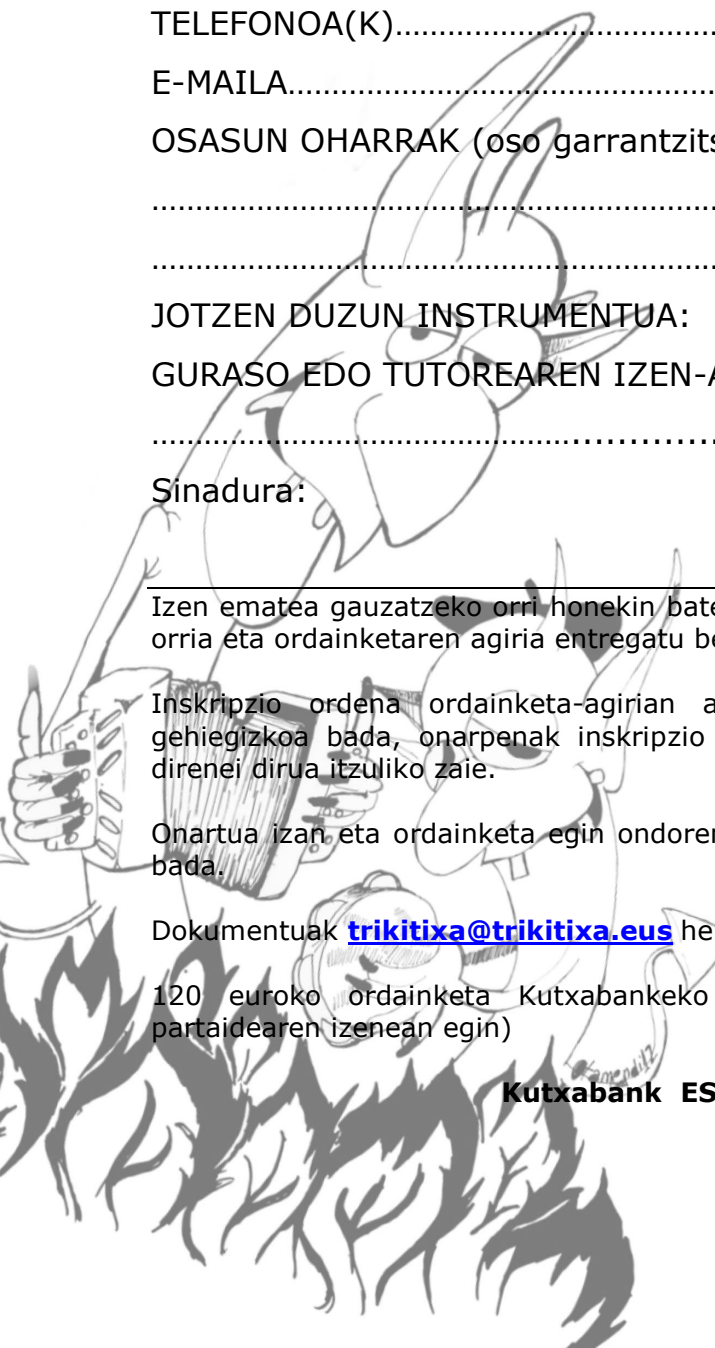 TELEFONOA(K)……………………………………
E-MAILA……………………………………………
OSASUN OHARRAK (oso garrantzits
………………………………………………………
………………………………………………………
JOTZEN DUZUN INSTRUMENTUA:
GURASO EDO TUTOREAREN IZEN-A
…………………………………………..............
Sinadura:
Izen ematea gauzatzeko orri honekin bate
orria eta ordainketaren agiria entregatu be
Inskripzio ordena ordainketa-agirian a
gehiegizkoa bada, onarpenak inskripzio
direnei dirua itzuliko zaie.
Onartua izan eta ordainketa egin ondoren
bada.
Dokumentuak trikitixa@trikitixa.eus he
120 euroko ordainketa Kutxabankeko
partaidearen izenean egin)
Kutxabank ES